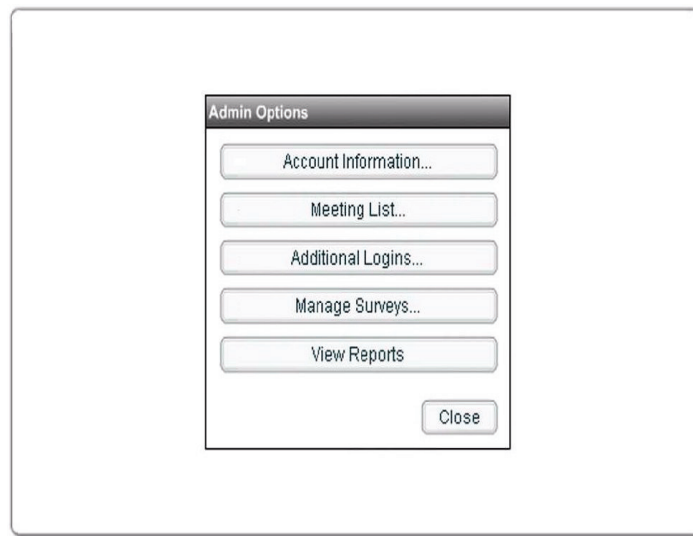 Admin Options
Account Information...
Meeting List...
Additional Logins...
Manage Surveys...
View Reports
Close